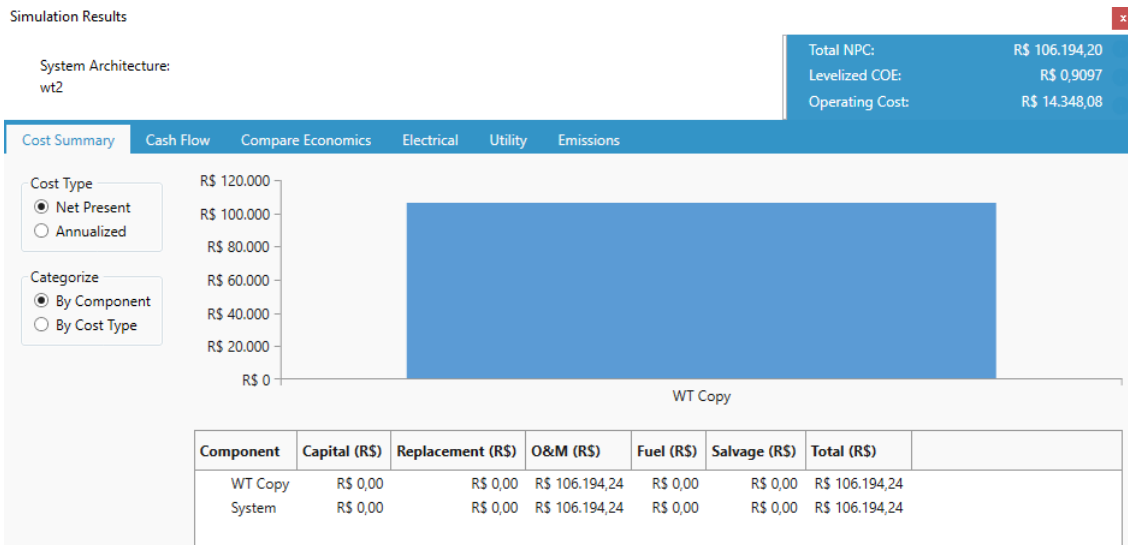 Simulation Results
x
System Architecture:
wt2
Total NPC: R$ 106.194,20
Levelized COE: R$ 0,9097
Operating Cost: R$ 14.348,08
Cost Summary Cash Flow Compare Economics Electrical Utility Emissions
Cost Type
Net Present
Annualized
Categorize
By Component
By Cost Type
R$ 120.000
R$ 100.000
R$ 80.000
R$ 60.000
R$ 40.000
R$ 20.000
R$ 0
WT Copy
Component Capital (R$) Replacement (R$) O&M (R$) Fuel (R$) Salvage (R$) Total (R$)
WT Copy R$ 0,00 R$ 0,00 R$ 106.194,24 R$ 0,00 R$ 0,00 R$ 106.194,24
System R$ 0,00 R$ 0,00 R$ 106.194,24 R$ 0,00 R$ 0,00 R$ 106.194,24